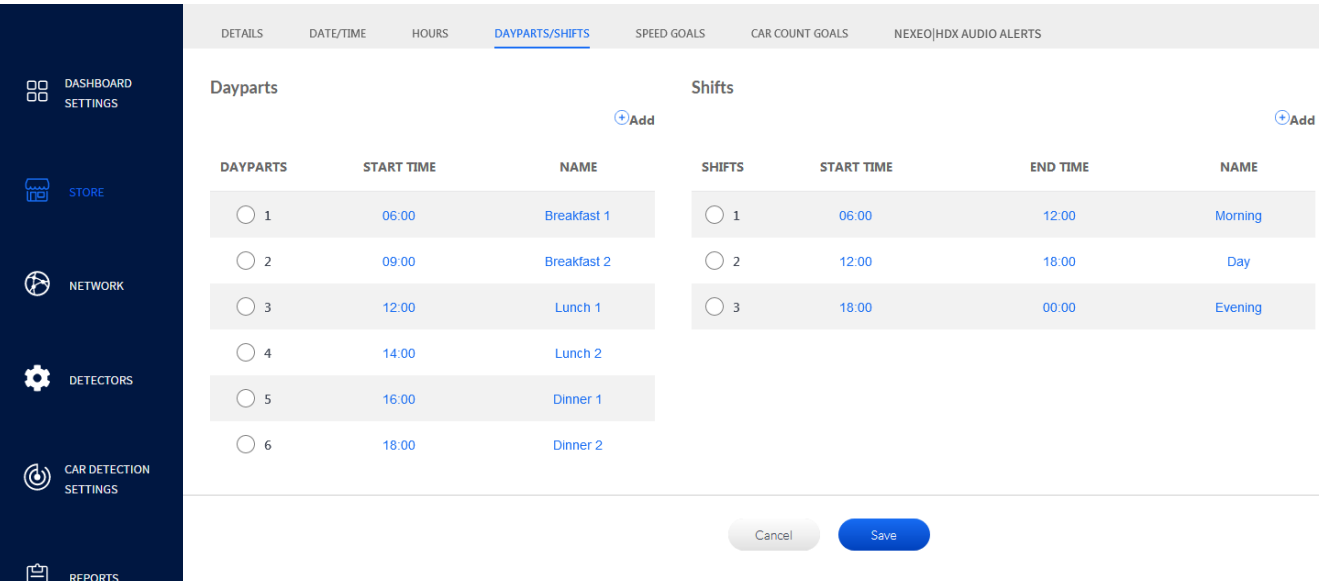 DETAILS DATE/TIME HOURS DAYPARTS/SHIFTS SPEED GOALS CAR COUNT GOALS NEXEO|HDX AUDIO ALERTS
DASHBOARD
SETTINGS
STORE
NETWORK
DETECTORS
CAR DETECTION
SETTINGS
REPORTS
Dayparts
Add
DAYPARTS START TIME NAME
1 06:00 Breakfast 1
2 09:00 Breakfast 2
3 12:00 Lunch 1
4 14:00 Lunch 2
5 16:00 Dinner 1
6 18:00 Dinner 2
Shifts
Add
SHIFTS START TIME END TIME NAME
1 06:00 12:00 Morning
2 12:00 18:00 Day
3 18:00 00:00 Evening
Cancel Save